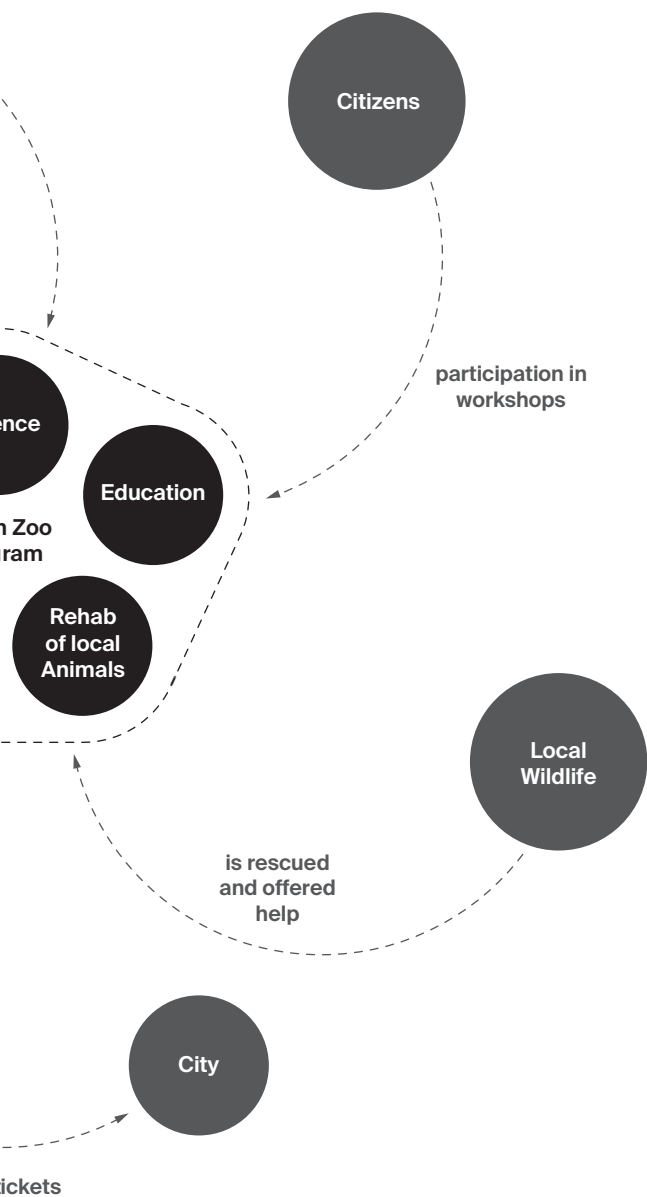 Citizens
participation in
workshops
ence
Education
n Zoo
ram
Rehab
of local
Animals
Local
Wildlife
is rescued
and offered
help
City
tickets